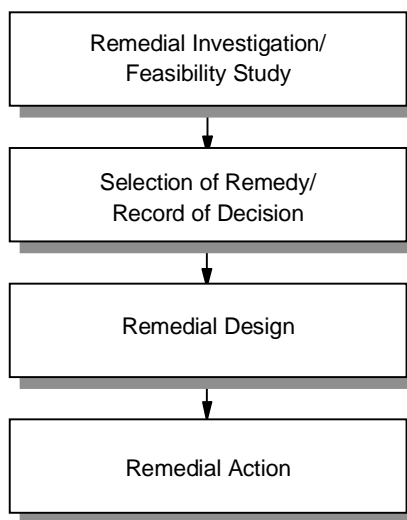 Remedial Investigation/
Feasibility Study
Selection of Remedy/
Record of Decision
Remedial Design
Remedial Action